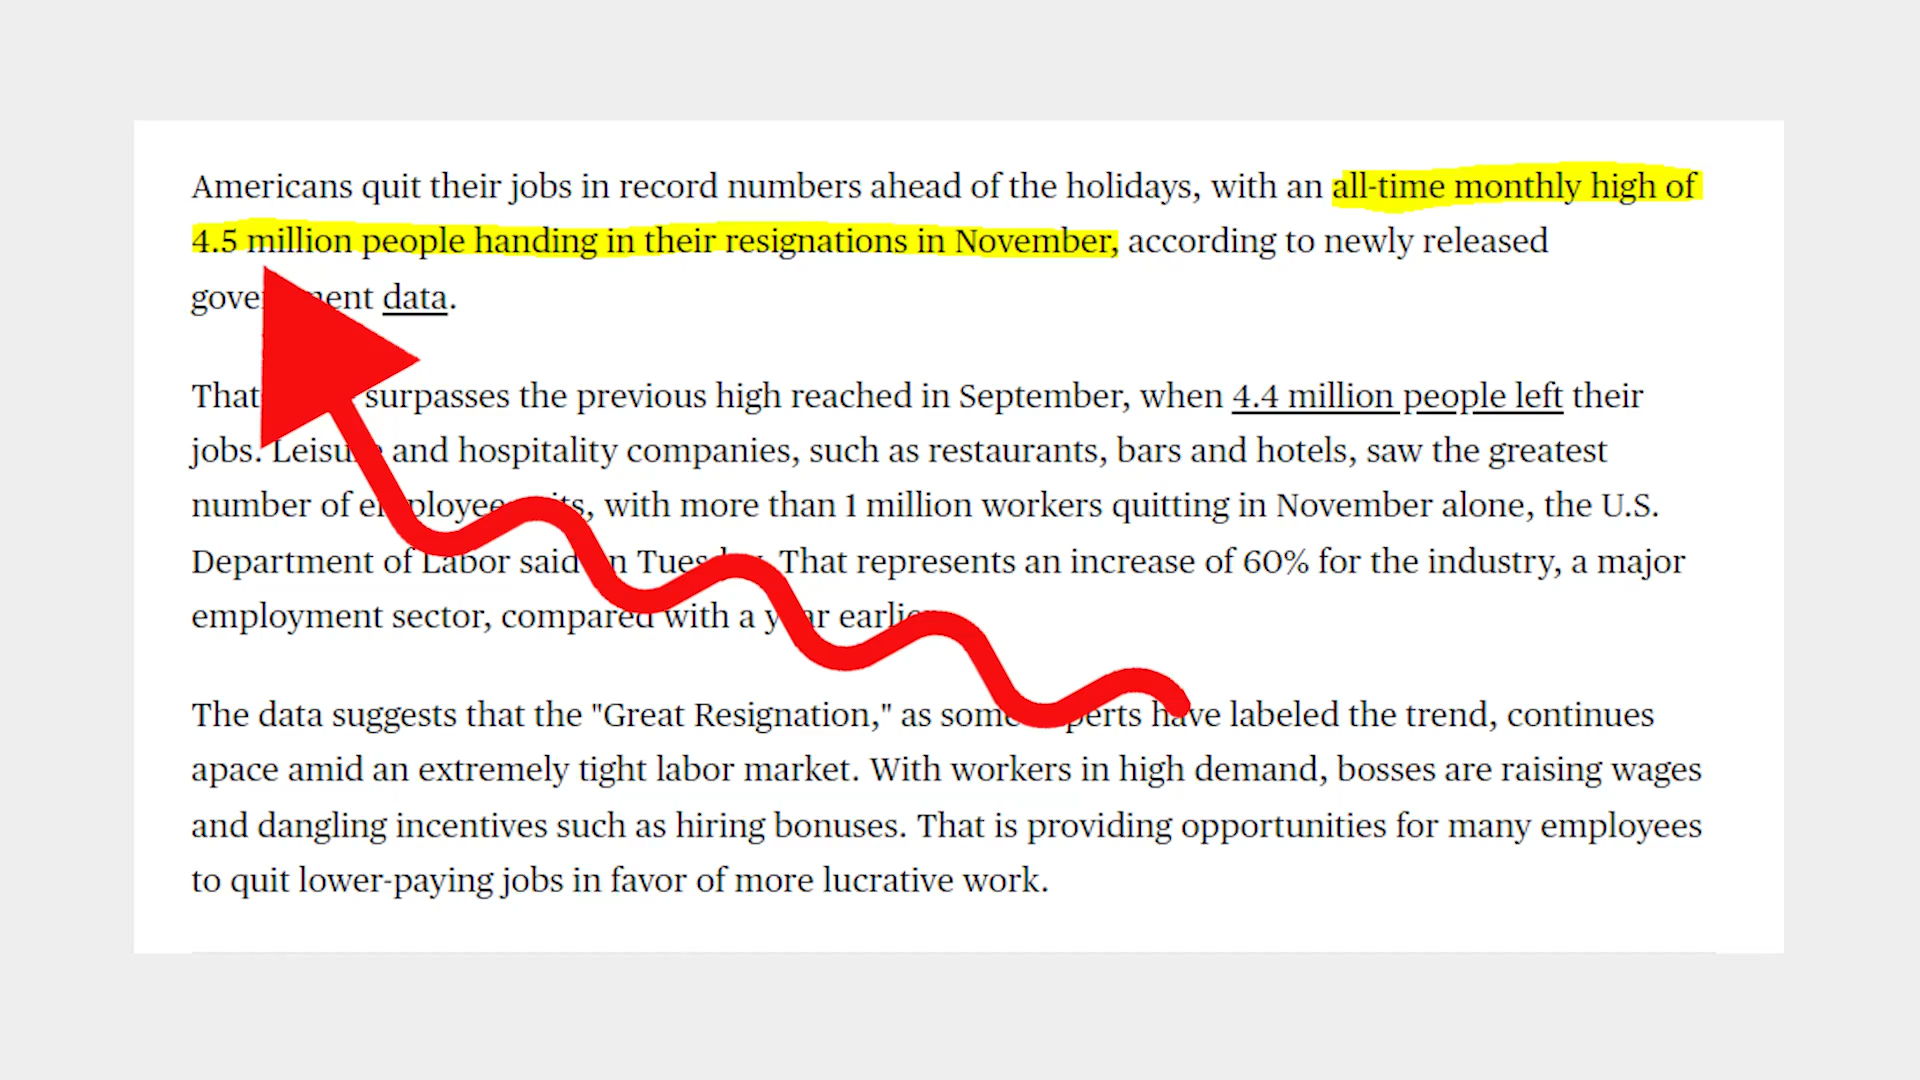 Americans quit their jobs in record numbers ahead of the holidays, with an all-time monthly high of
4.5 million people handing in their resignations in November, according to newly released
data.
That surpasses the previous high reached in September, when 4.4 million people left their
jobs. and hospitality companies, such as restaurants, bars and hotels, saw the greatest
number of with more than 1 million workers quitting in November alone, the U.S.
Department of Labor said That represents an increase of 60% for the industry, a major
employment sector, compared with a
The data suggests that the "Great Resignation," as some have labeled the trend, continues
apace amid an extremely tight labor market. With workers in high demand, bosses are raising wages
and dangling incentives such as hiring bonuses. That is providing opportunities for many employees
to quit lower-paying jobs in favor of more lucrative work.